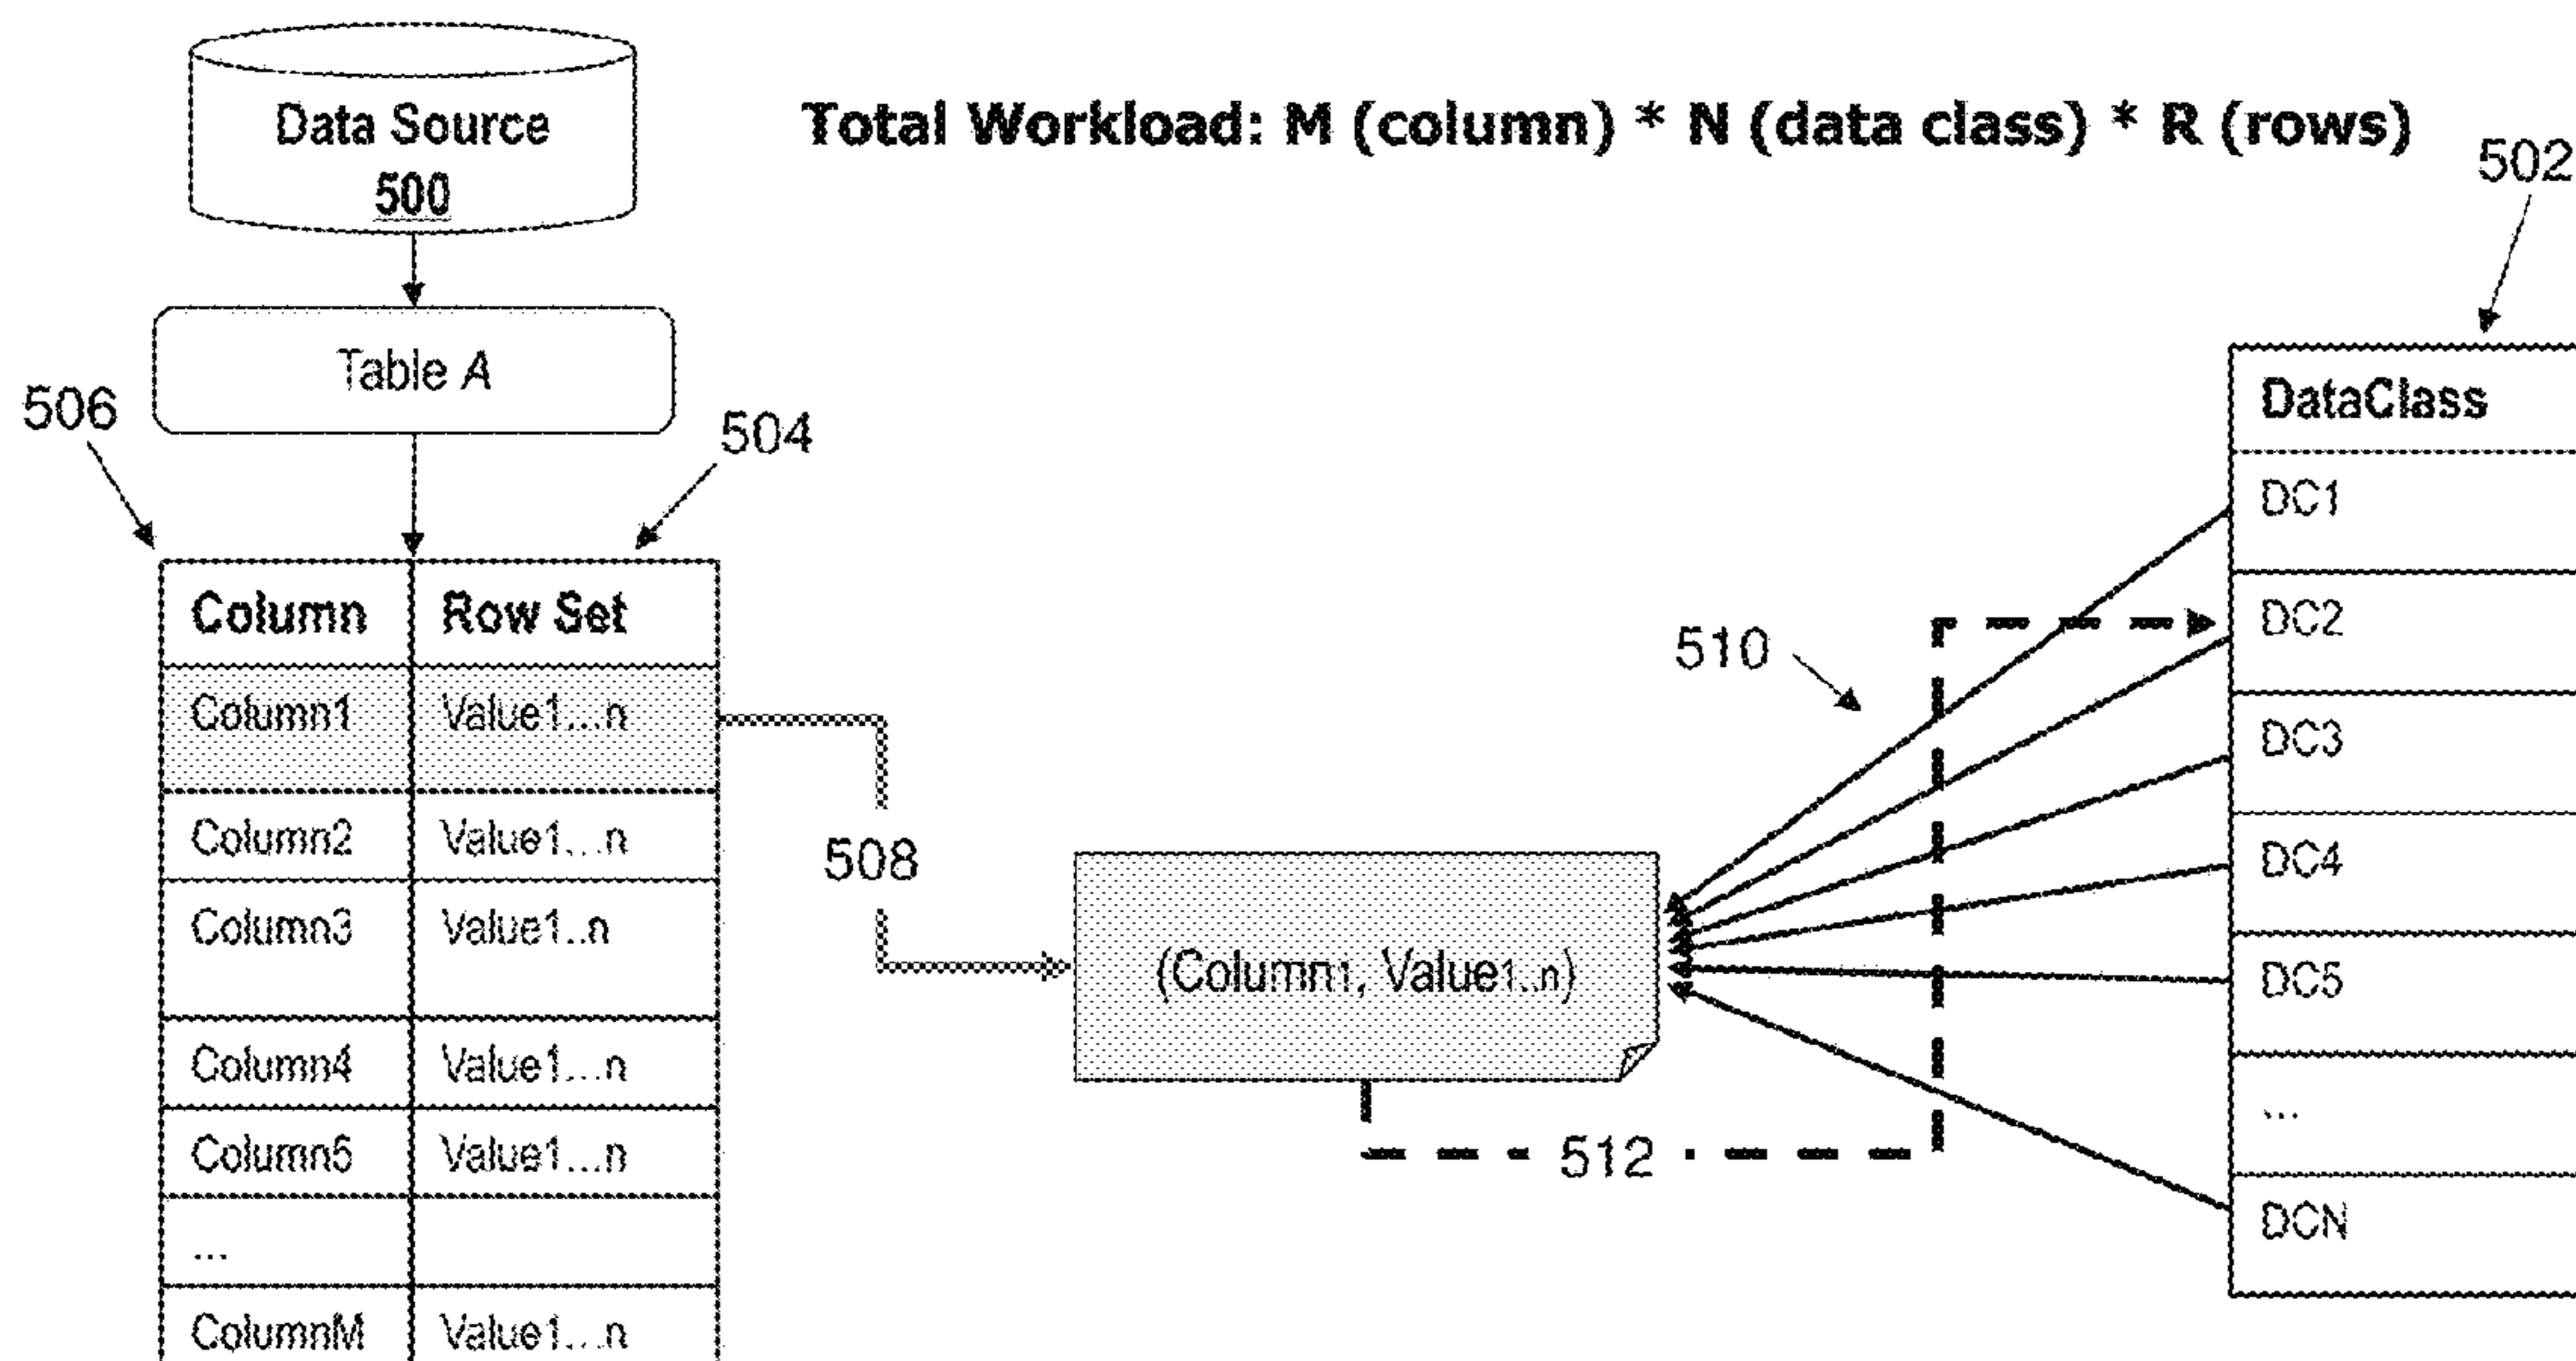 Data Source
500
Total Workload: M (column) * N (data class) * R (rows)
502
Table A
506
504
Column Row Set
Column1 Value1...n
Column2 Value1...n
Column3 Value1..n
Column4 Value1...n
Column5 Value1...n
...
ColumnM Value1...n
508
(Column1, Value1..n)
510
512
DataClass
DC1
DC2
DC3
DC4
DC5
...
DCN